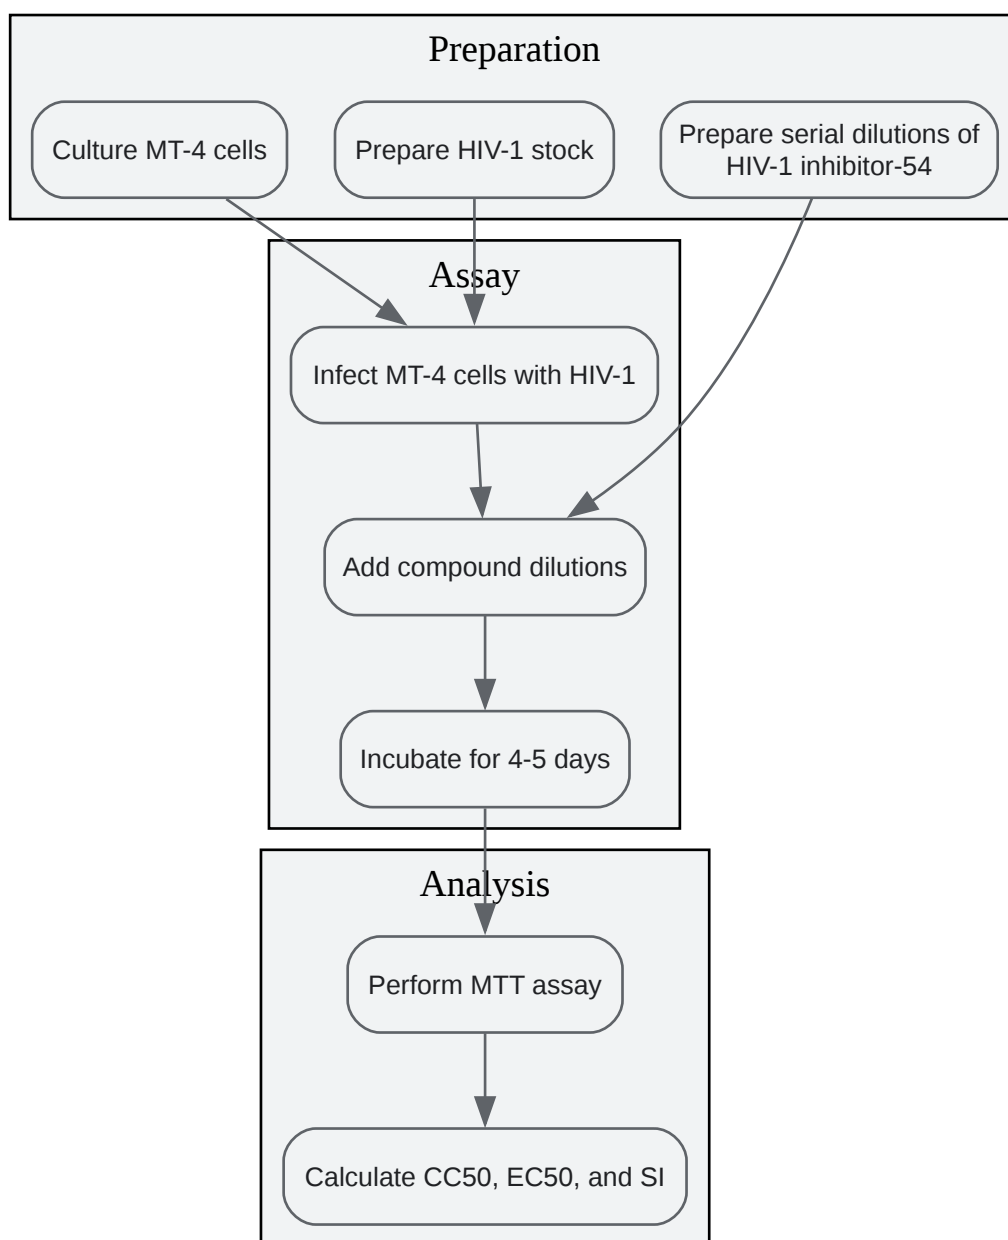 Preparation
Culture MT-4 cells
Prepare HIV-1 stock
Prepare serial dilutions of
HIV-1 inhibitor-54
Assay
Infect MT-4 cells with HIV-1
Add compound dilutions
Incubate for 4-5 days
Analysis
Perform MTT assay
Calculate CC50, EC50, and SI